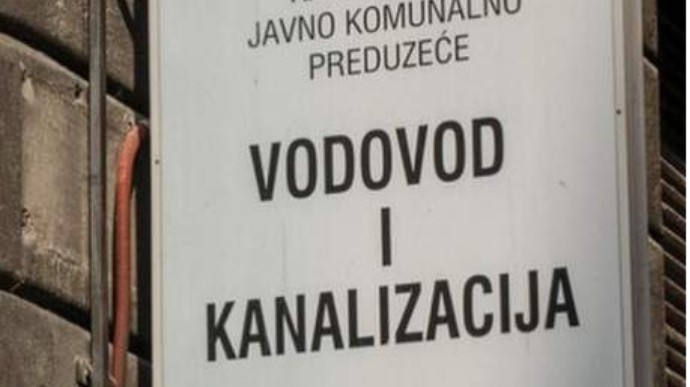 JAVNO KOMUNALNO
PREDUZEĆE
VODOVOD
I
KANALIZACIJA